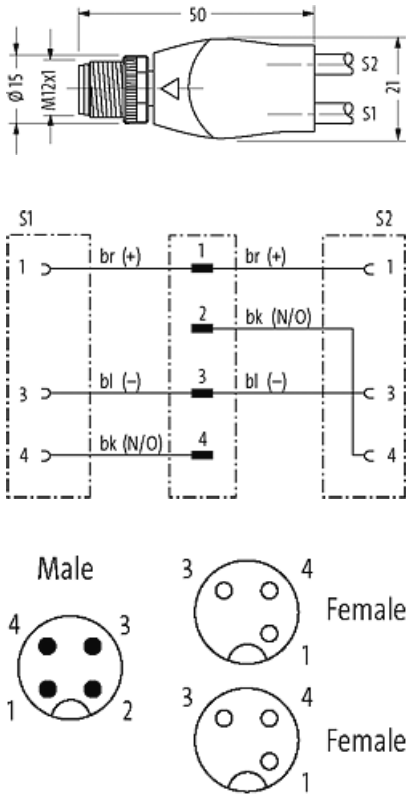 50
Ø 15
M12x1
S2
S1
21
S1
S2
1
br (+)
1
br (+)
1
2
bk (N/O)
3
bl (–)
3
bl (–)
3
4
bk (N/O)
4
4
Male
4
3
1
2
3
4
Female
1
3
4
Female
1